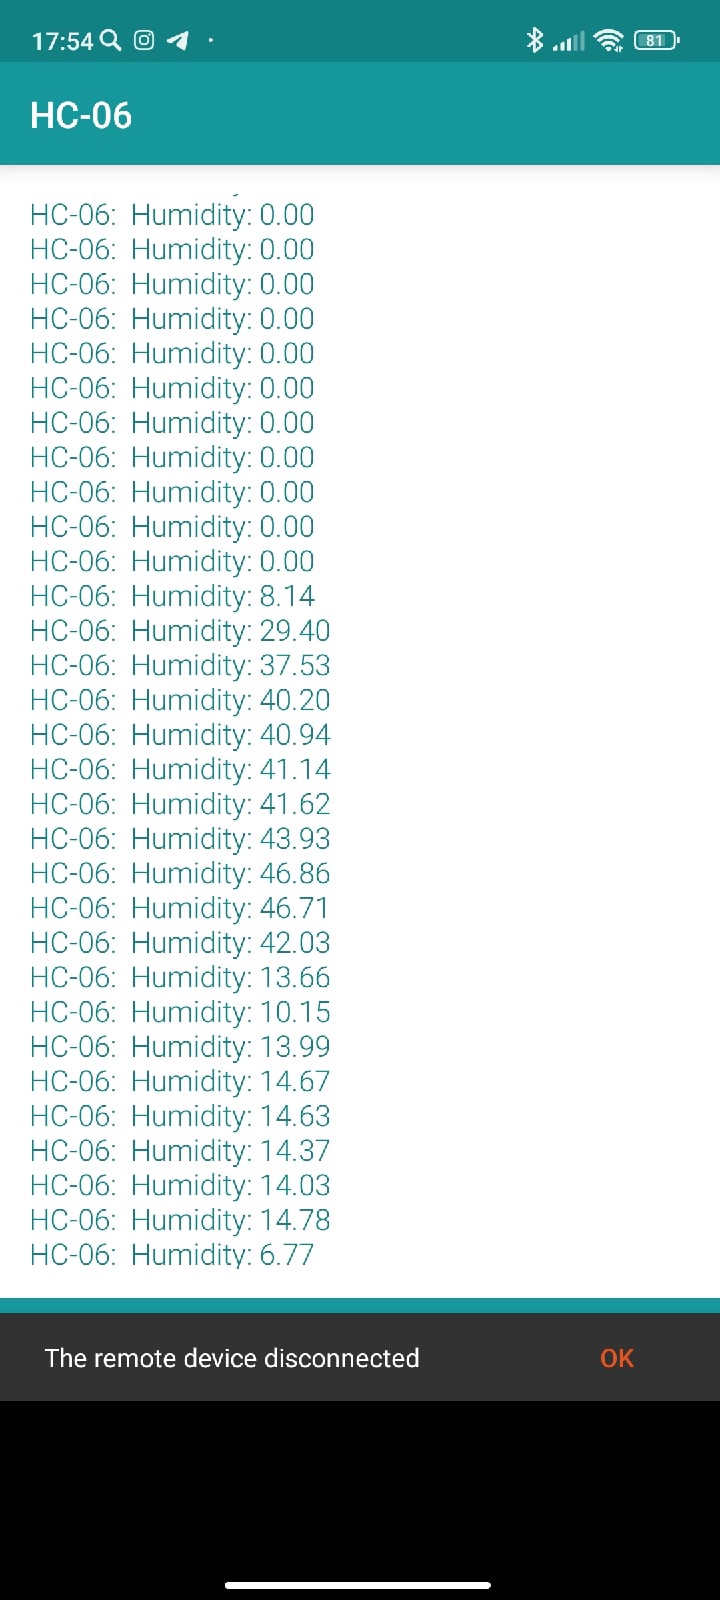 17:54
81
HC-06
HC-06: Humidity: 0.00
HC-06: Humidity: 0.00
HC-06: Humidity: 0.00
HC-06: Humidity: 0.00
HC-06: Humidity: 0.00
HC-06: Humidity: 0.00
HC-06: Humidity: 0.00
HC-06: Humidity: 0.00
HC-06: Humidity: 0.00
HC-06: Humidity: 0.00
HC-06: Humidity: 0.00
HC-06: Humidity: 8.14
HC-06: Humidity: 29.40
HC-06: Humidity: 37.53
HC-06: Humidity: 40.20
HC-06: Humidity: 40.94
HC-06: Humidity: 41.14
HC-06: Humidity: 41.62
HC-06: Humidity: 43.93
HC-06: Humidity: 46.86
HC-06: Humidity: 46.71
HC-06: Humidity: 42.03
HC-06: Humidity: 13.66
HC-06: Humidity: 10.15
HC-06: Humidity: 13.99
HC-06: Humidity: 14.67
HC-06: Humidity: 14.63
HC-06: Humidity: 14.37
HC-06: Humidity: 14.03
HC-06: Humidity: 14.78
HC-06: Humidity: 6.77
The remote device disconnected OK